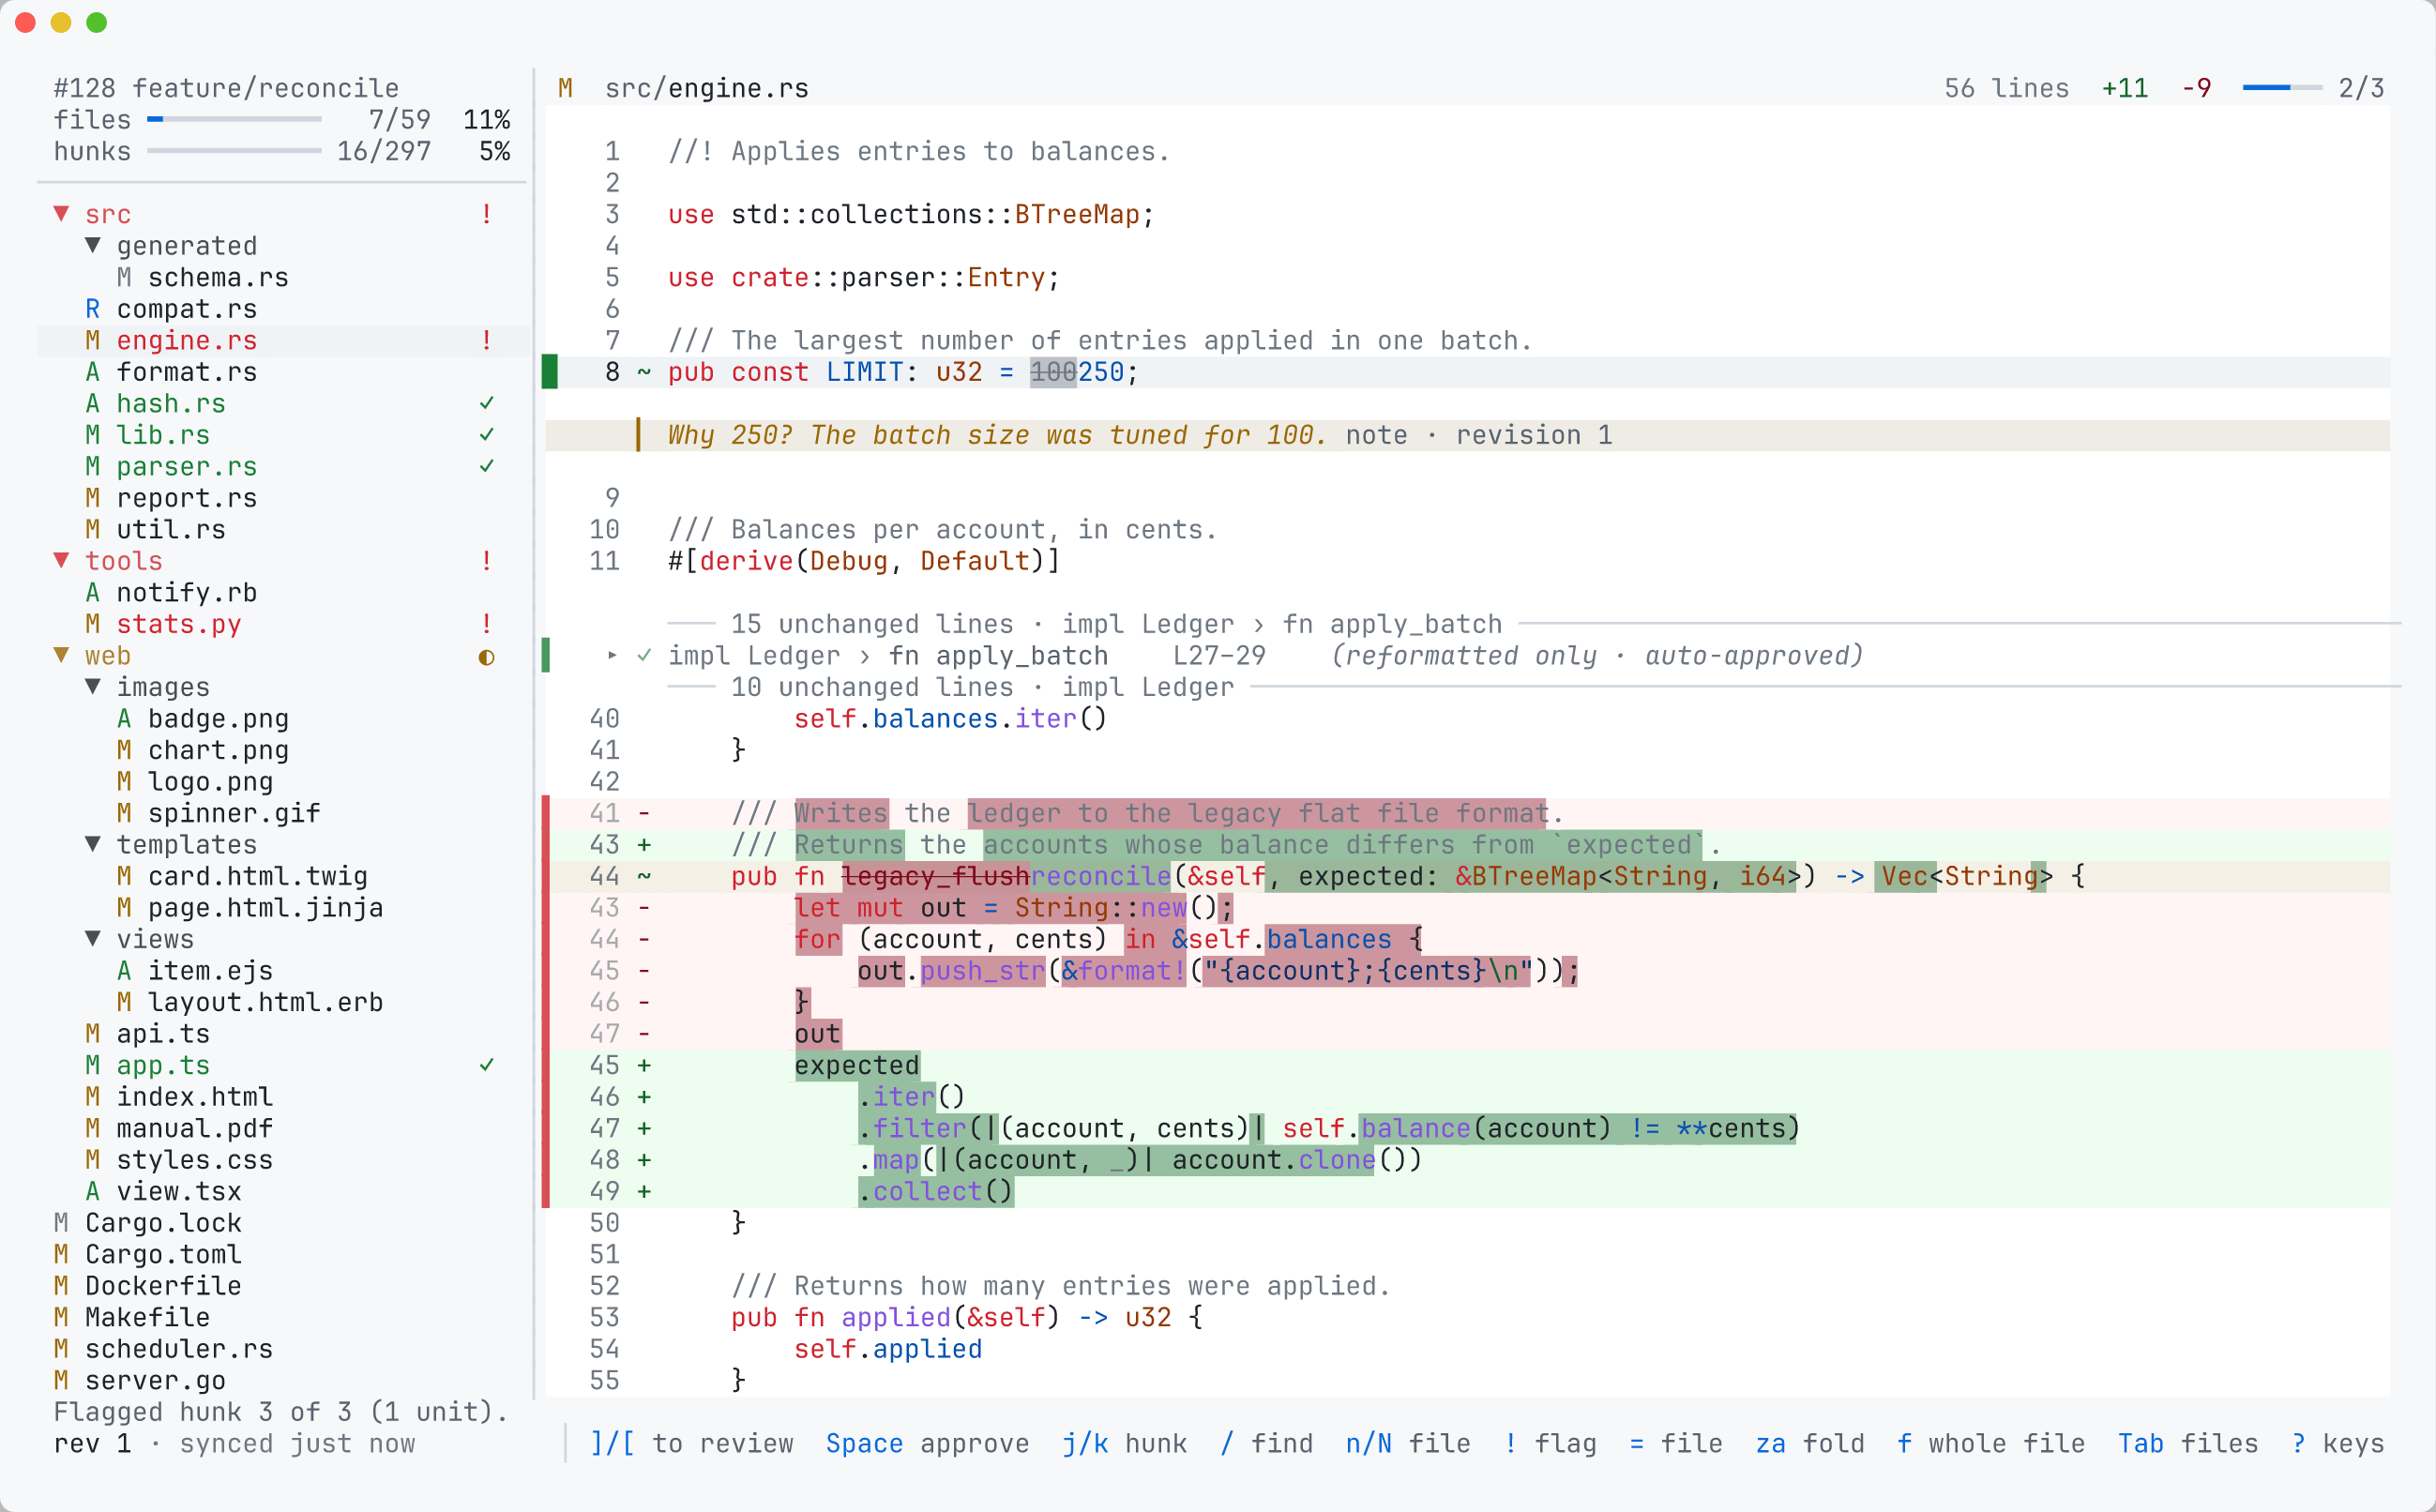 #128 feature/reconcile
files 7/59 11%
hunks 16/297 5%
▼ src !
▼ generated
M schema.rs
R compat.rs
M engine.rs !
A format.rs
A hash.rs ✓
M lib.rs ✓
M parser.rs ✓
M report.rs
M util.rs
▼ tools !
A notify.rb
M stats.py !
▼ web ◐
▼ images
A badge.png
M chart.png
M logo.png
M spinner.gif
▼ templates
M card.html.twig
M page.html.jinja
▼ views
A item.ejs
M layout.html.erb
M api.ts
M app.ts ✓
M index.html
M manual.pdf
M styles.css
A view.tsx
M Cargo.lock
M Cargo.toml
M Dockerfile
M Makefile
M scheduler.rs
M server.go
Flagged hunk 3 of 3 (1 unit).
rev 1 · synced just now
M src/engine.rs 56 lines +11 -9 2/3
1 //! Applies entries to balances.
2
3 use std::collections::BTreeMap;
4
5 use crate::parser::Entry;
6
7 /// The largest number of entries applied in one batch.
8 ~ pub const LIMIT: u32 = 100250;
Why 250? The batch size was tuned for 100. note · revision 1
9
10 /// Balances per account, in cents.
11 #[derive(Debug, Default)]
15 unchanged lines · impl Ledger › fn apply_batch
▸ ✓ impl Ledger › fn apply_batch L27–29 (reformatted only · auto-approved)
10 unchanged lines · impl Ledger
40 self.balances.iter()
41 }
42
41 - /// Writes the ledger to the legacy flat file format.
43 + /// Returns the accounts whose balance differs from `expected`.
44 ~ pub fn legacy_flushreconcile(&self, expected: &BTreeMap<String, i64>) -> Vec<String> {
43 - let mut out = String::new();
44 - for (account, cents) in &self.balances {
45 - out.push_str(&format!("{account};{cents}\n"));
46 - }
47 - out
45 + expected
46 + .iter()
47 + .filter(|(account, cents)| self.balance(account) != **cents)
48 + .map(|(account, _)| account.clone())
49 + .collect()
50 }
51
52 /// Returns how many entries were applied.
53 pub fn applied(&self) -> u32 {
54 self.applied
55 }
]/[ to review Space approve j/k hunk / find n/N file ! flag = file za fold f whole file Tab files ? keys